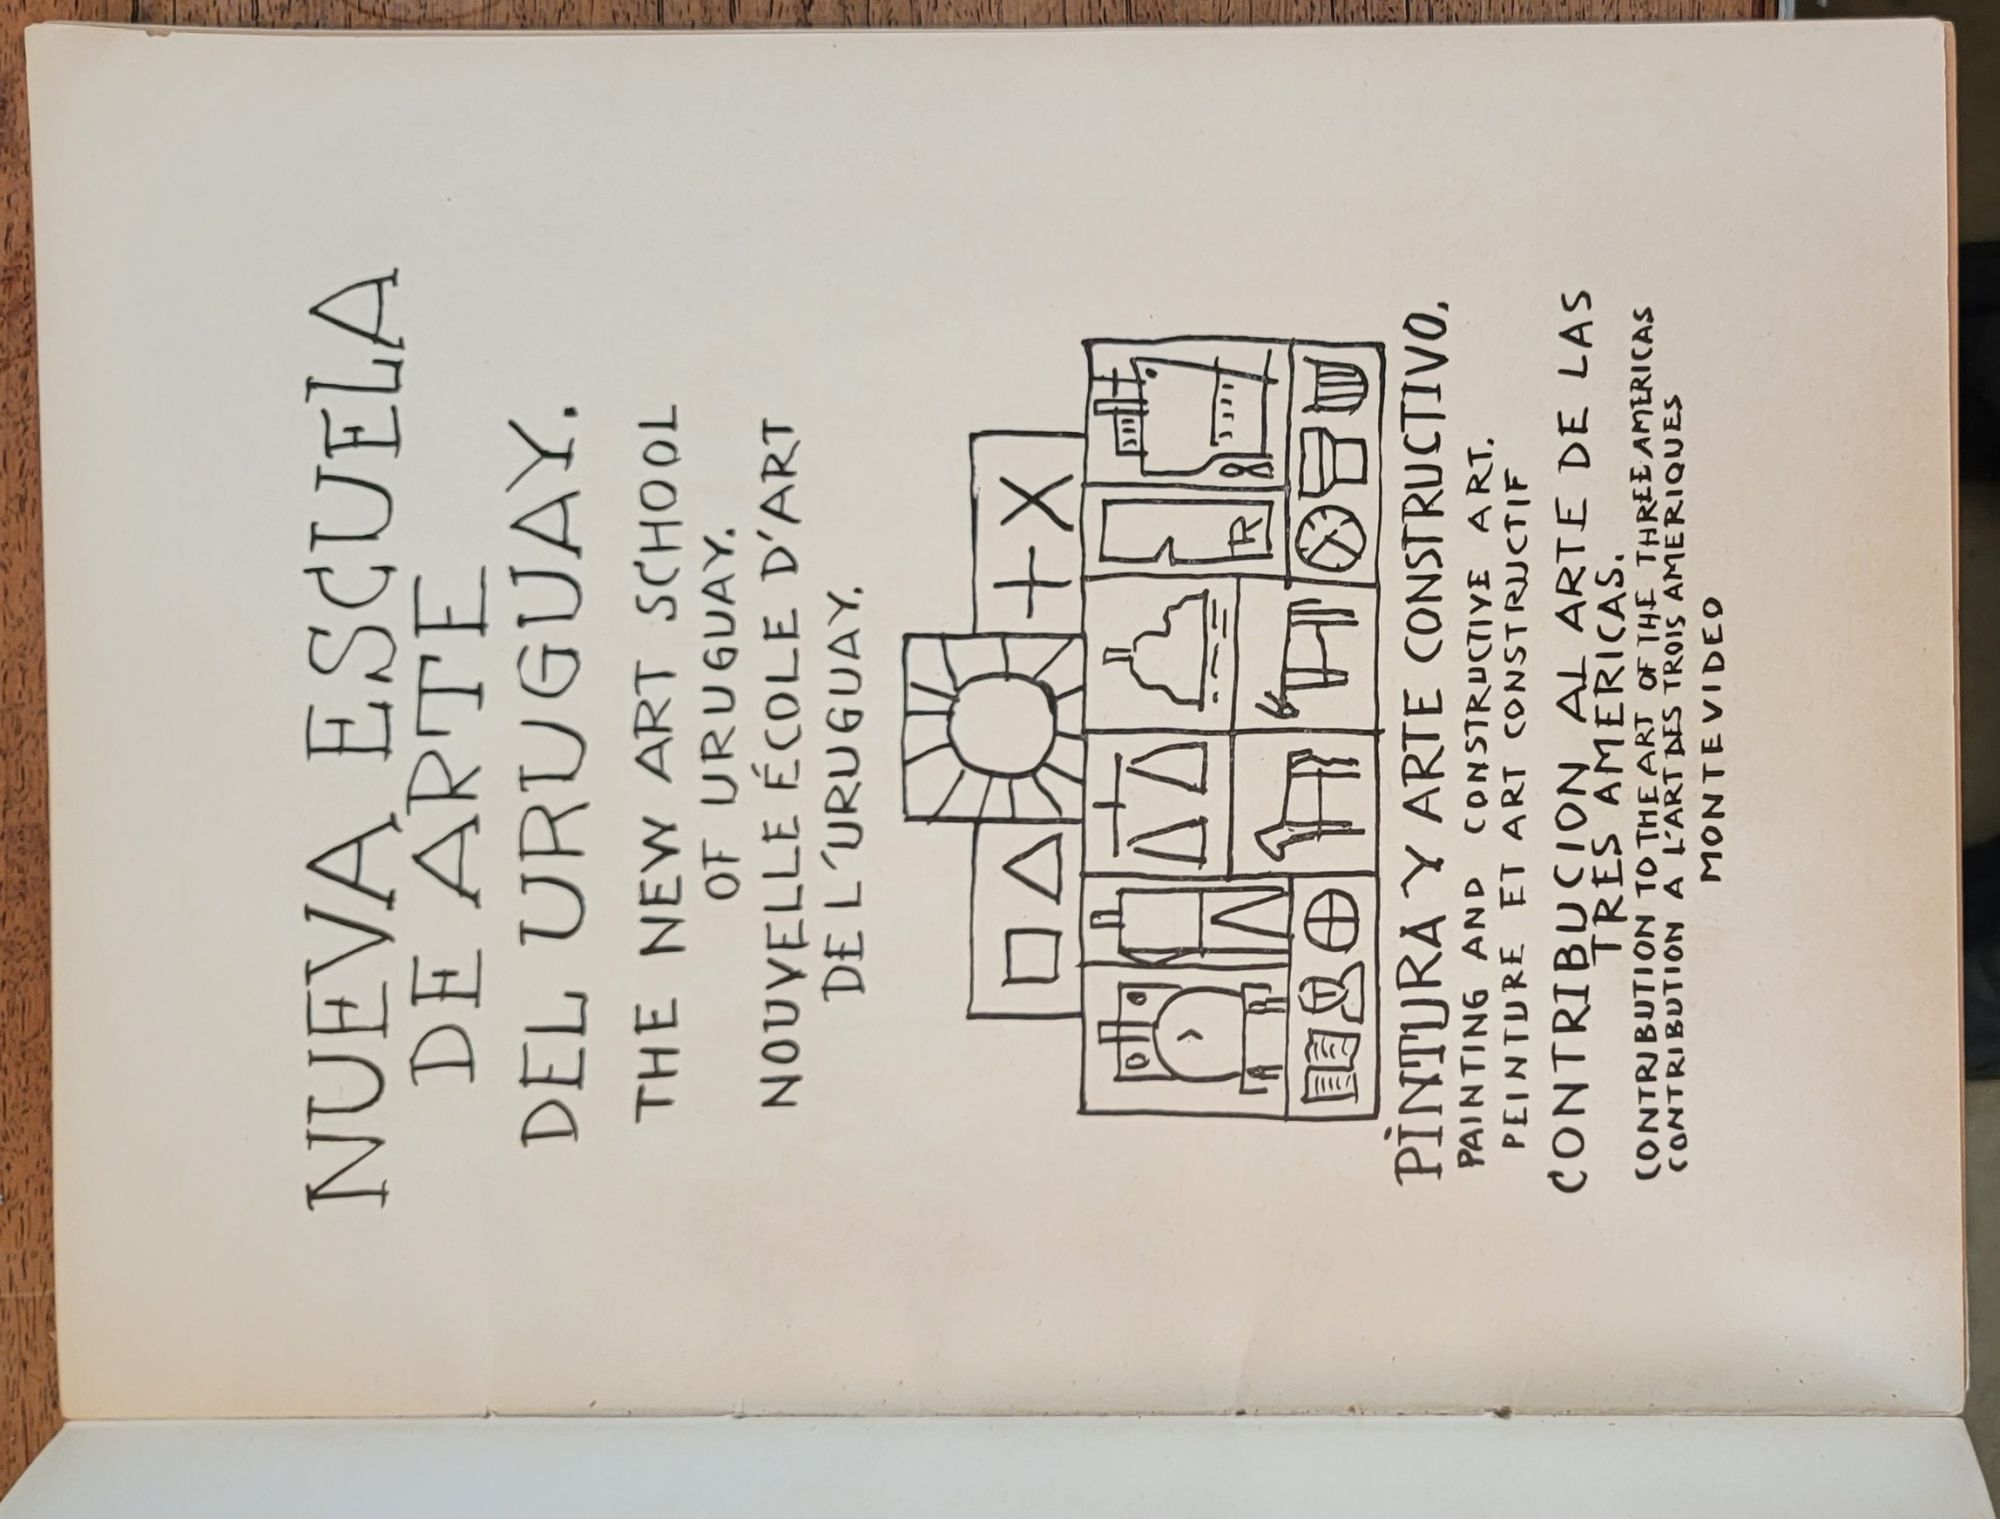 NUEVA ESCUELA
DE ARTE
DEL URUGUAY.
THE NEW ART SCHOOL
OF URUGUAY.
NOUVELLE ÉCOLE D'ART
DE L'URUGUAY.
+ X
R
PINTURA Y ARTE CONSTRUCTIVO.
PAINTING AND CONSTRUCTIVE ART.
PEINTURE ET ART CONSTRUCTIF
CONTRIBUCION AL ARTE DE LAS
TRES AMERICAS.
CONTRIBUTION TO THE ART OF THE THREE AMERICAS
CONTRIBUTION A L'ART DES TROIS AMERIQUES
MONTEVIDEO